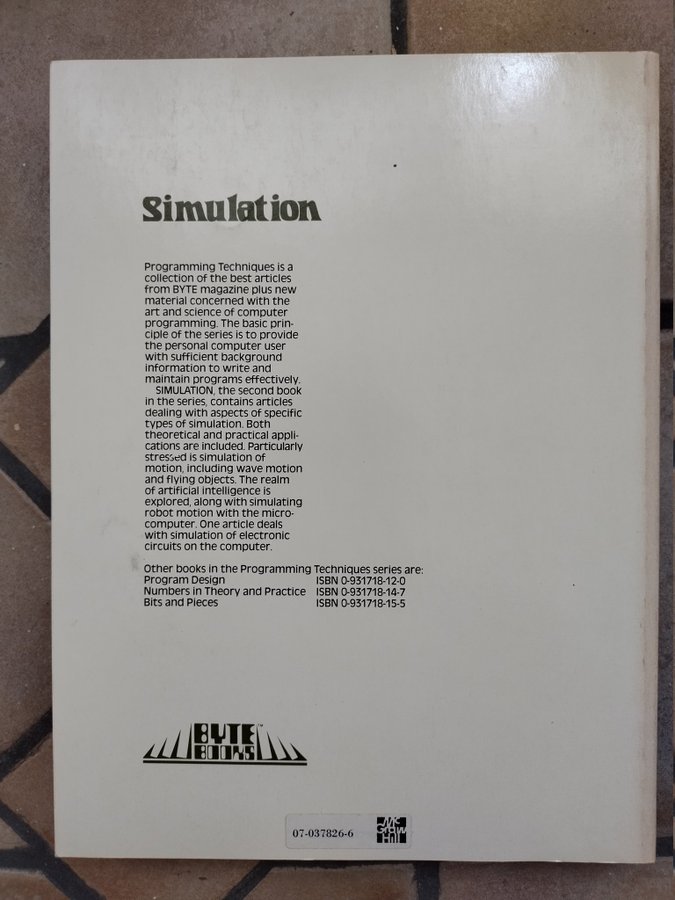 Simulation
Programming Techniques is a
collection of the best articles
from BYTE magazine plus new
material concerned with the
art and science of computer
programming. The basic prin-
ciple of the series is to provide
the personal computer user
with sufficient background
information to write and
maintain programs effectively.
SIMULATION, the second book
in the series, contains articles
dealing with aspects of specific
types of simulation. Both
theoretical and practical appli-
cations are included. Particularly
stressed is simulation of
motion, including wave motion
and flying objects. The realm
of artificial intelligence is
explored, along with simulating
robot motion with the micro-
computer. One article deals
with simulation of electronic
circuits on the computer.
Other books in the Programming Techniques series are:
Program Design ISBN 0-931718-12-0
Numbers in Theory and Practice ISBN 0-931718-14-7
Bits and Pieces ISBN 0-931718-15-5
BYTE™
BOOKS
07-037826-6
Mc
Graw
Hill